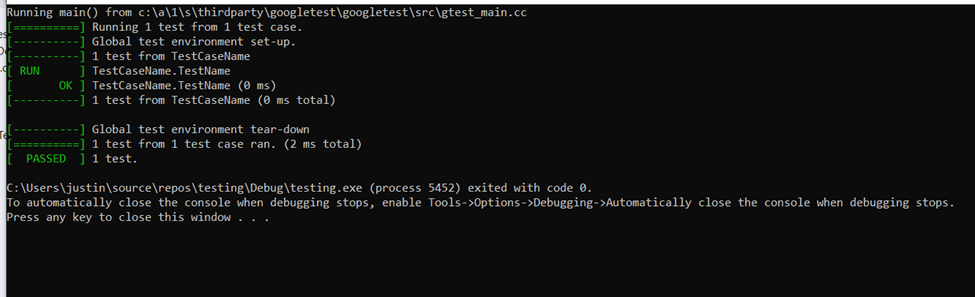 Running main() from c:\a\1\s\thirdparty\googletest\googletest\src\gtest_main.cc
[==========] Running 1 test from 1 test case.
[----------] Global test environment set-up.
[----------] 1 test from TestCaseName
[ RUN      ] TestCaseName.TestName
[       OK ] TestCaseName.TestName (0 ms)
[----------] 1 test from TestCaseName (0 ms total)

[----------] Global test environment tear-down
[==========] 1 test from 1 test case ran. (2 ms total)
[  PASSED  ] 1 test.

C:\Users\justin\source\repos\testing\Debug\testing.exe (process 5452) exited with code 0.
To automatically close the console when debugging stops, enable Tools->Options->Debugging->Automatically close the console when debugging stops.
Press any key to close this window . . .